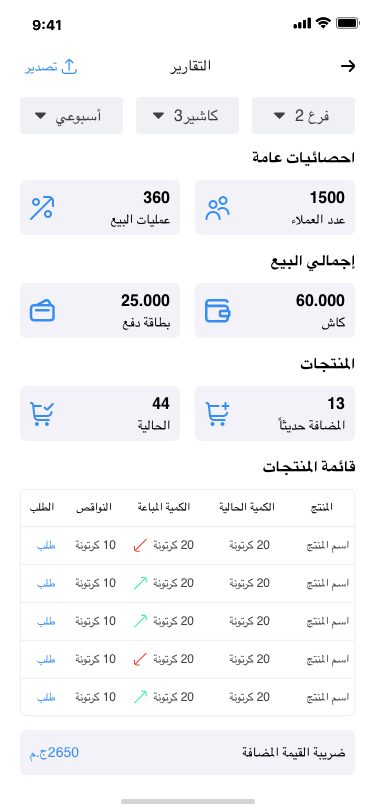 9:41
التقارير
تصدير
فرع 2
كاشير3
أسبوعي
احصائيات عامة
1500
عدد العملاء
360
عمليات البيع
إجمالي البيع
60.000
كاش
25.000
بطاقة دفع
المنتجات
13
المضافة حديثاً
44
الحالية
قائمة المنتجات
المنتج الكمية الحالية الكمية المباعة النواقص الطلب
اسم المنتج 20 كرتونة 20 كرتونة 10 كرتونة طلب
اسم المنتج 20 كرتونة 20 كرتونة 10 كرتونة طلب
اسم المنتج 20 كرتونة 20 كرتونة 10 كرتونة طلب
اسم المنتج 20 كرتونة 20 كرتونة 10 كرتونة طلب
اسم المنتج 20 كرتونة 20 كرتونة 10 كرتونة طلب
ضريبة القيمة المضافة 2650ج.م